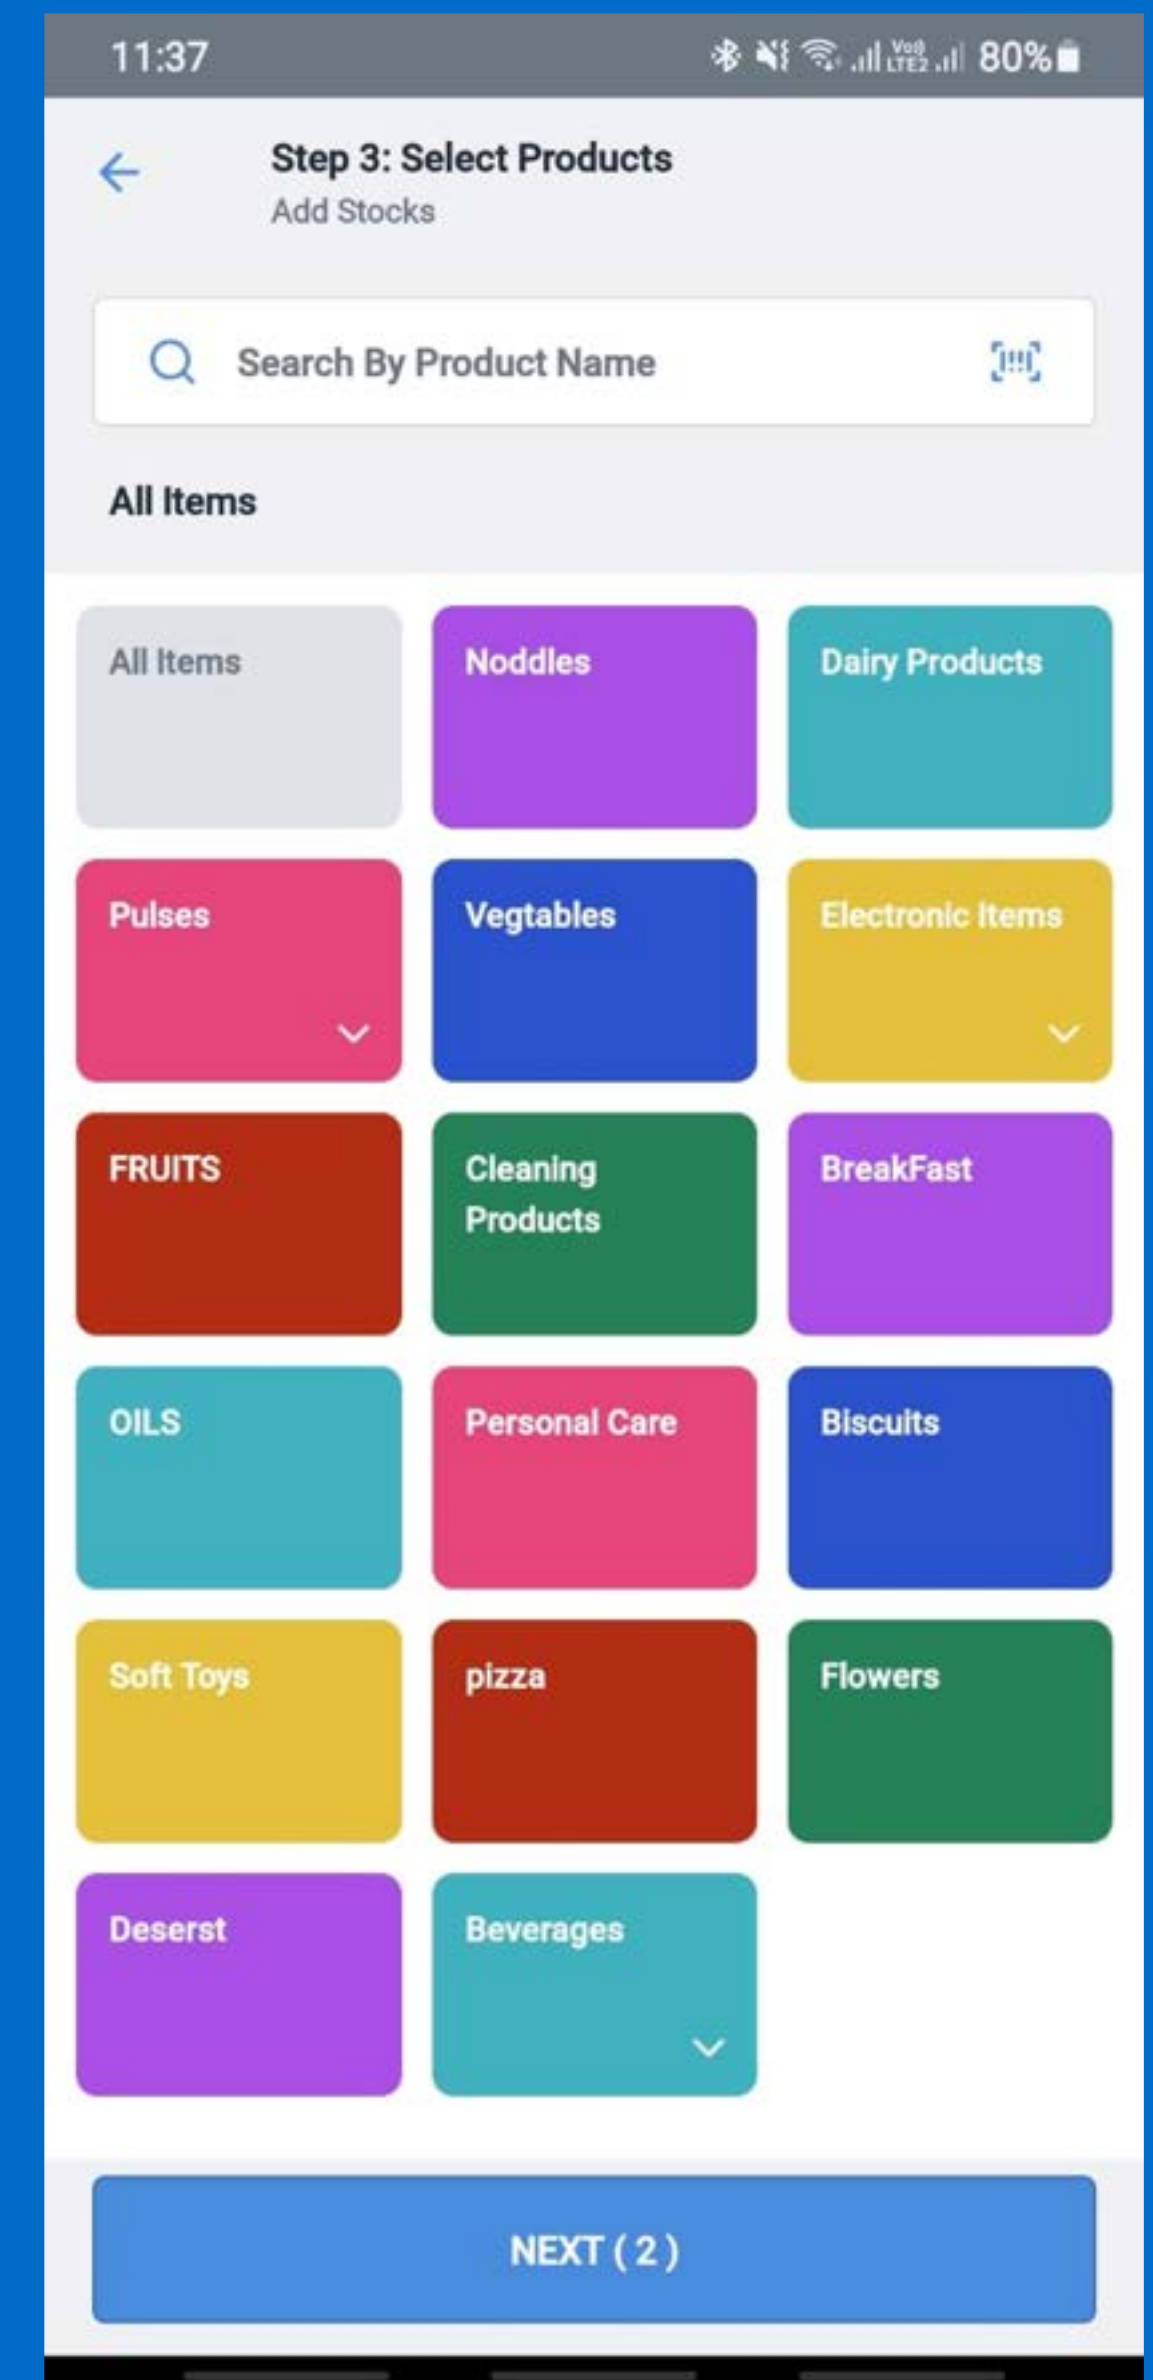 11:37
Vo)) LTE2 80%
Step 3: Select Products
Add Stocks
Search By Product Name
All Items
All Items
Noddles
Dairy Products
Pulses
Vegtables
Electronic Items
FRUITS
Cleaning
Products
BreakFast
OILS
Personal Care
Biscuits
Soft Toys
pizza
Flowers
Deserst
Beverages
NEXT ( 2 )